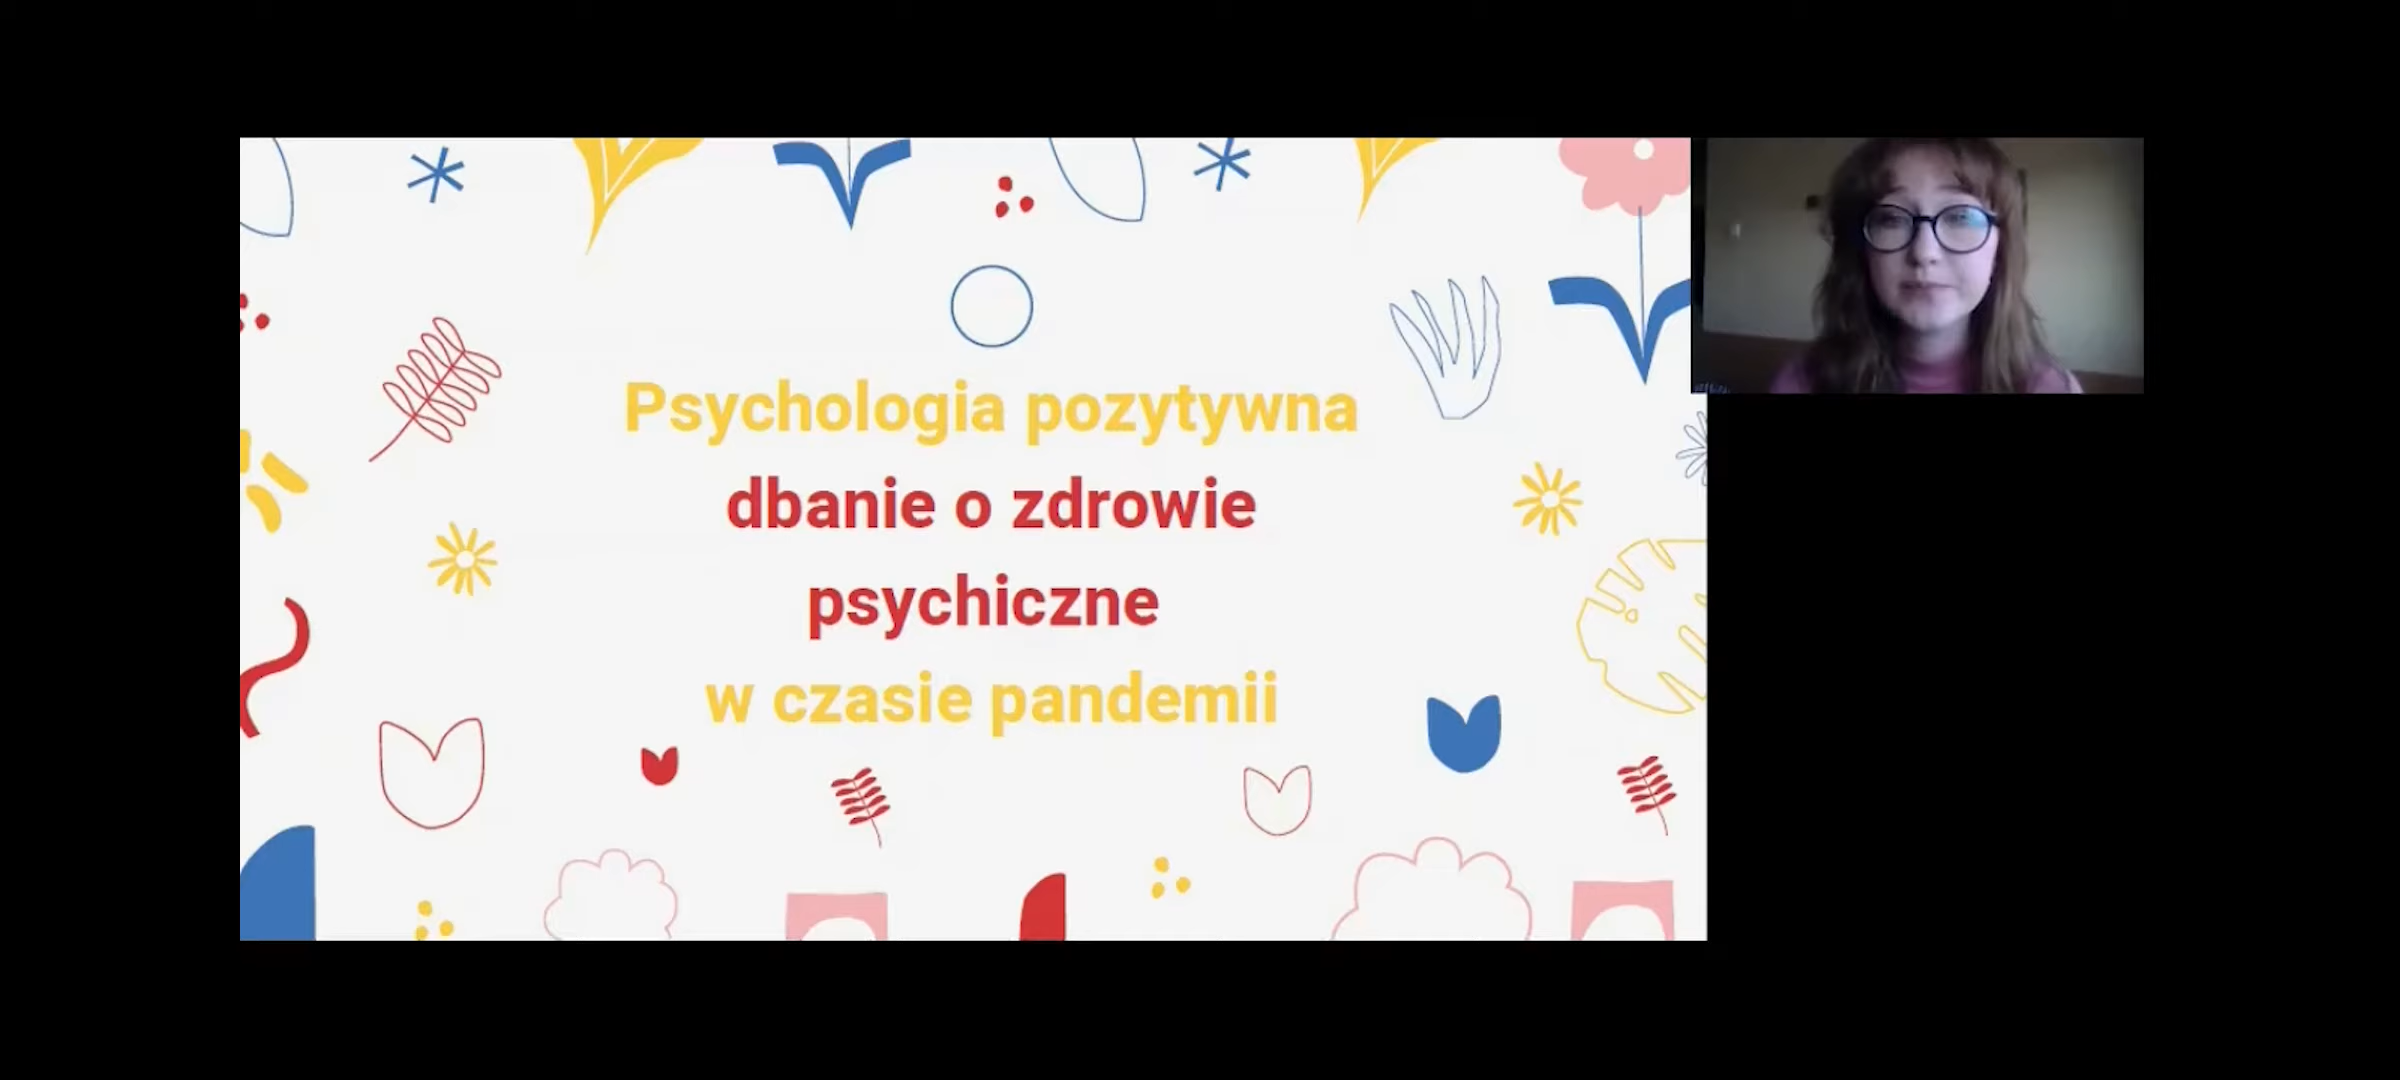 Psychologia pozytywna
dbanie o zdrowie
psychiczne
w czasie pandemii